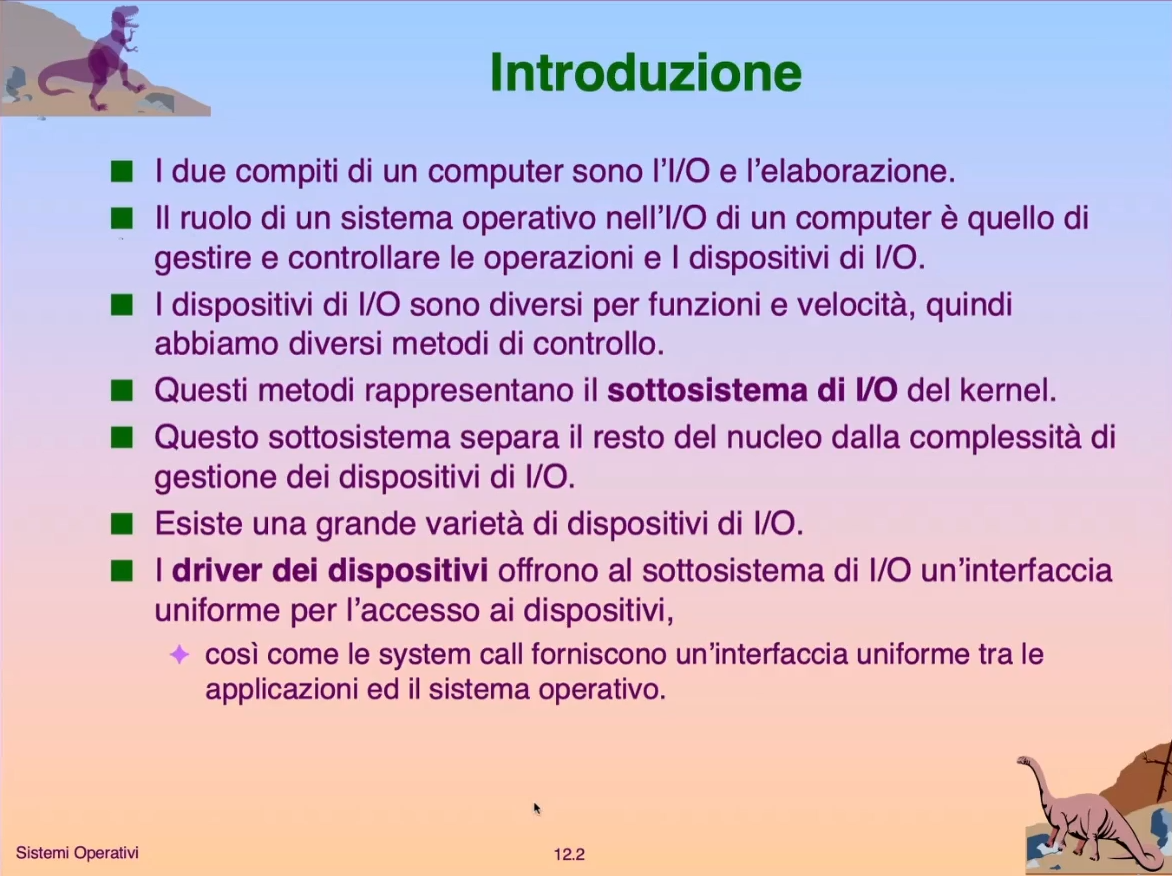 Introduzione
I due compiti di un computer sono l'I/O e l'elaborazione.
Il ruolo di un sistema operativo nell'I/O di un computer è quello di
gestire e controllare le operazioni e I dispositivi di I/O.
I dispositivi di I/O sono diversi per funzioni e velocità, quindi
abbiamo diversi metodi di controllo.
Questi metodi rappresentano il sottosistema di I/O del kernel.
Questo sottosistema separa il resto del nucleo dalla complessità di
gestione dei dispositivi di I/O.
Esiste una grande varietà di dispositivi di I/O.
I driver dei dispositivi offrono al sottosistema di I/O un'interfaccia
uniforme per l'accesso ai dispositivi,
così come le system call forniscono un'interfaccia uniforme tra le
applicazioni ed il sistema operativo.
Sistemi Operativi
12.2